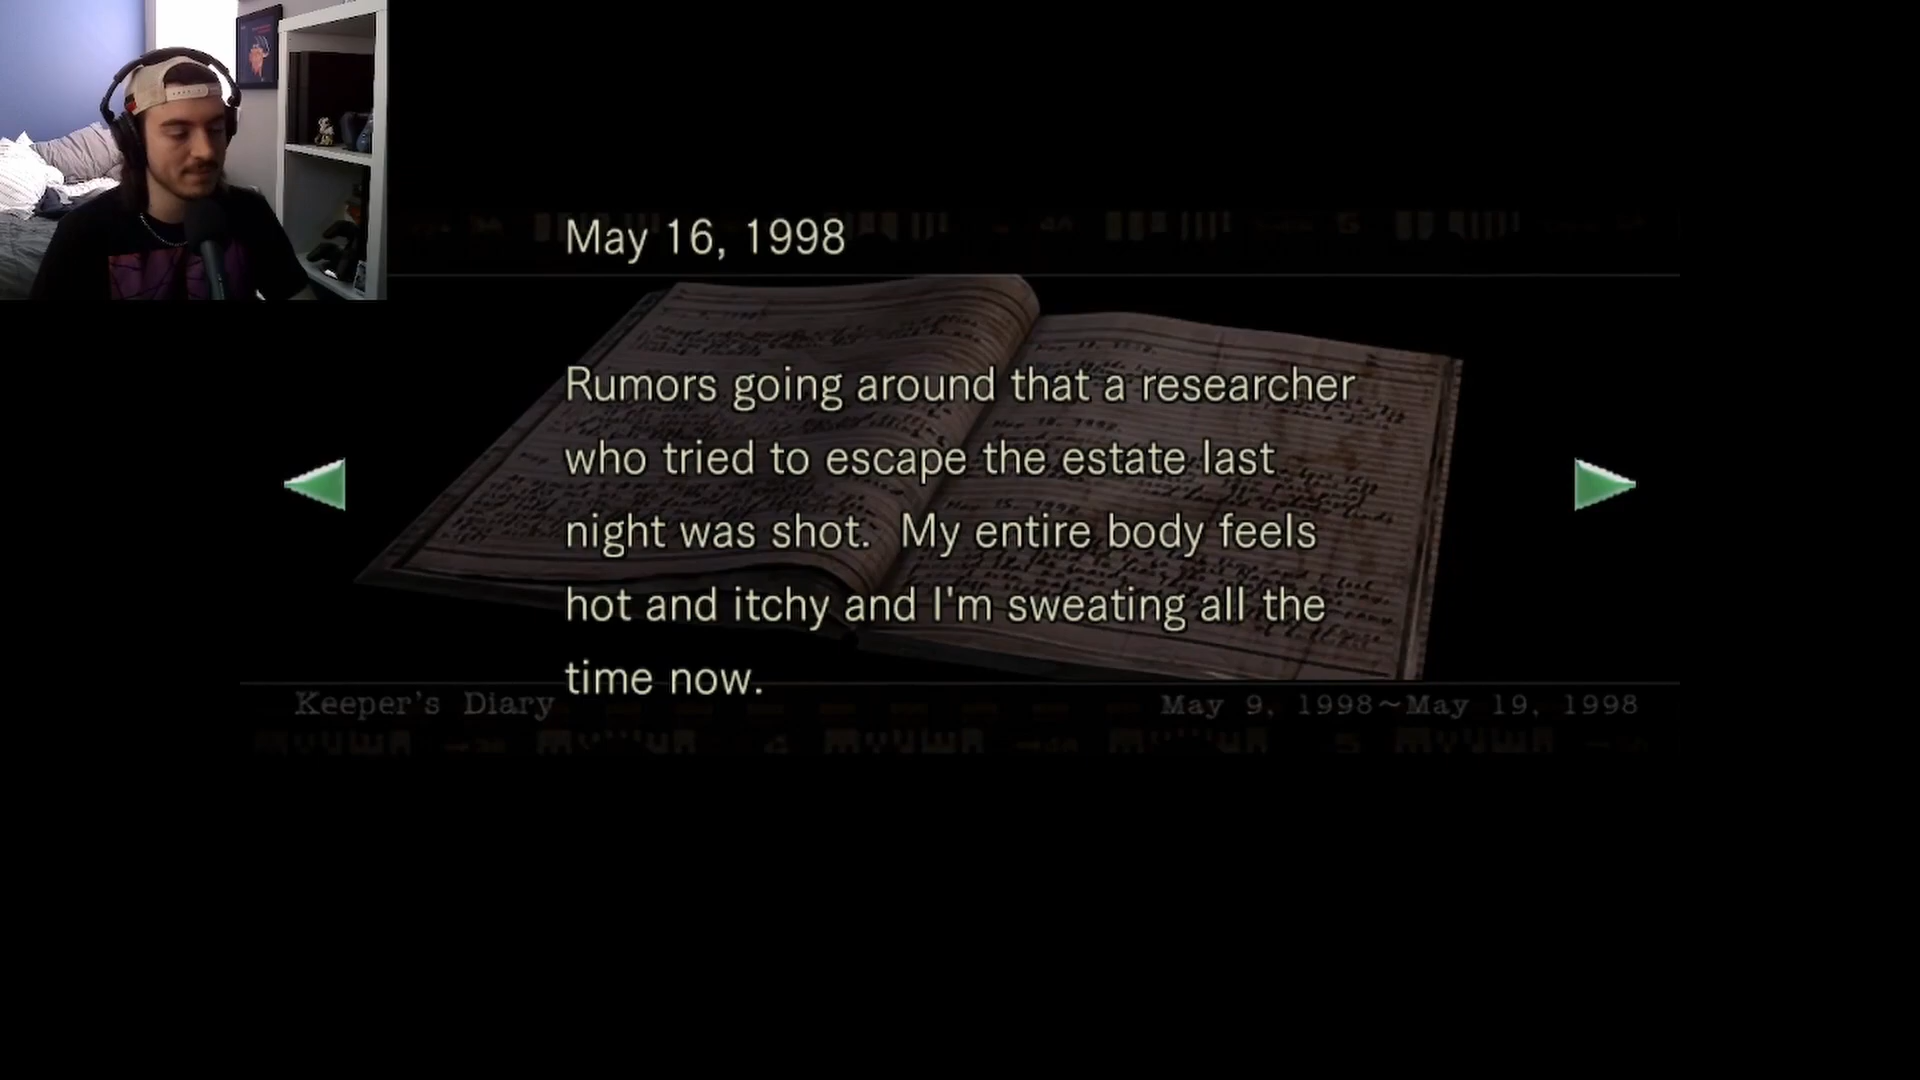 May 16, 1998
Rumors going around that a researcher
who tried to escape the estate last
night was shot.  My entire body feels
hot and itchy and I'm sweating all the
time now.
Keeper's Diary
May 9, 1998~May 19, 1998